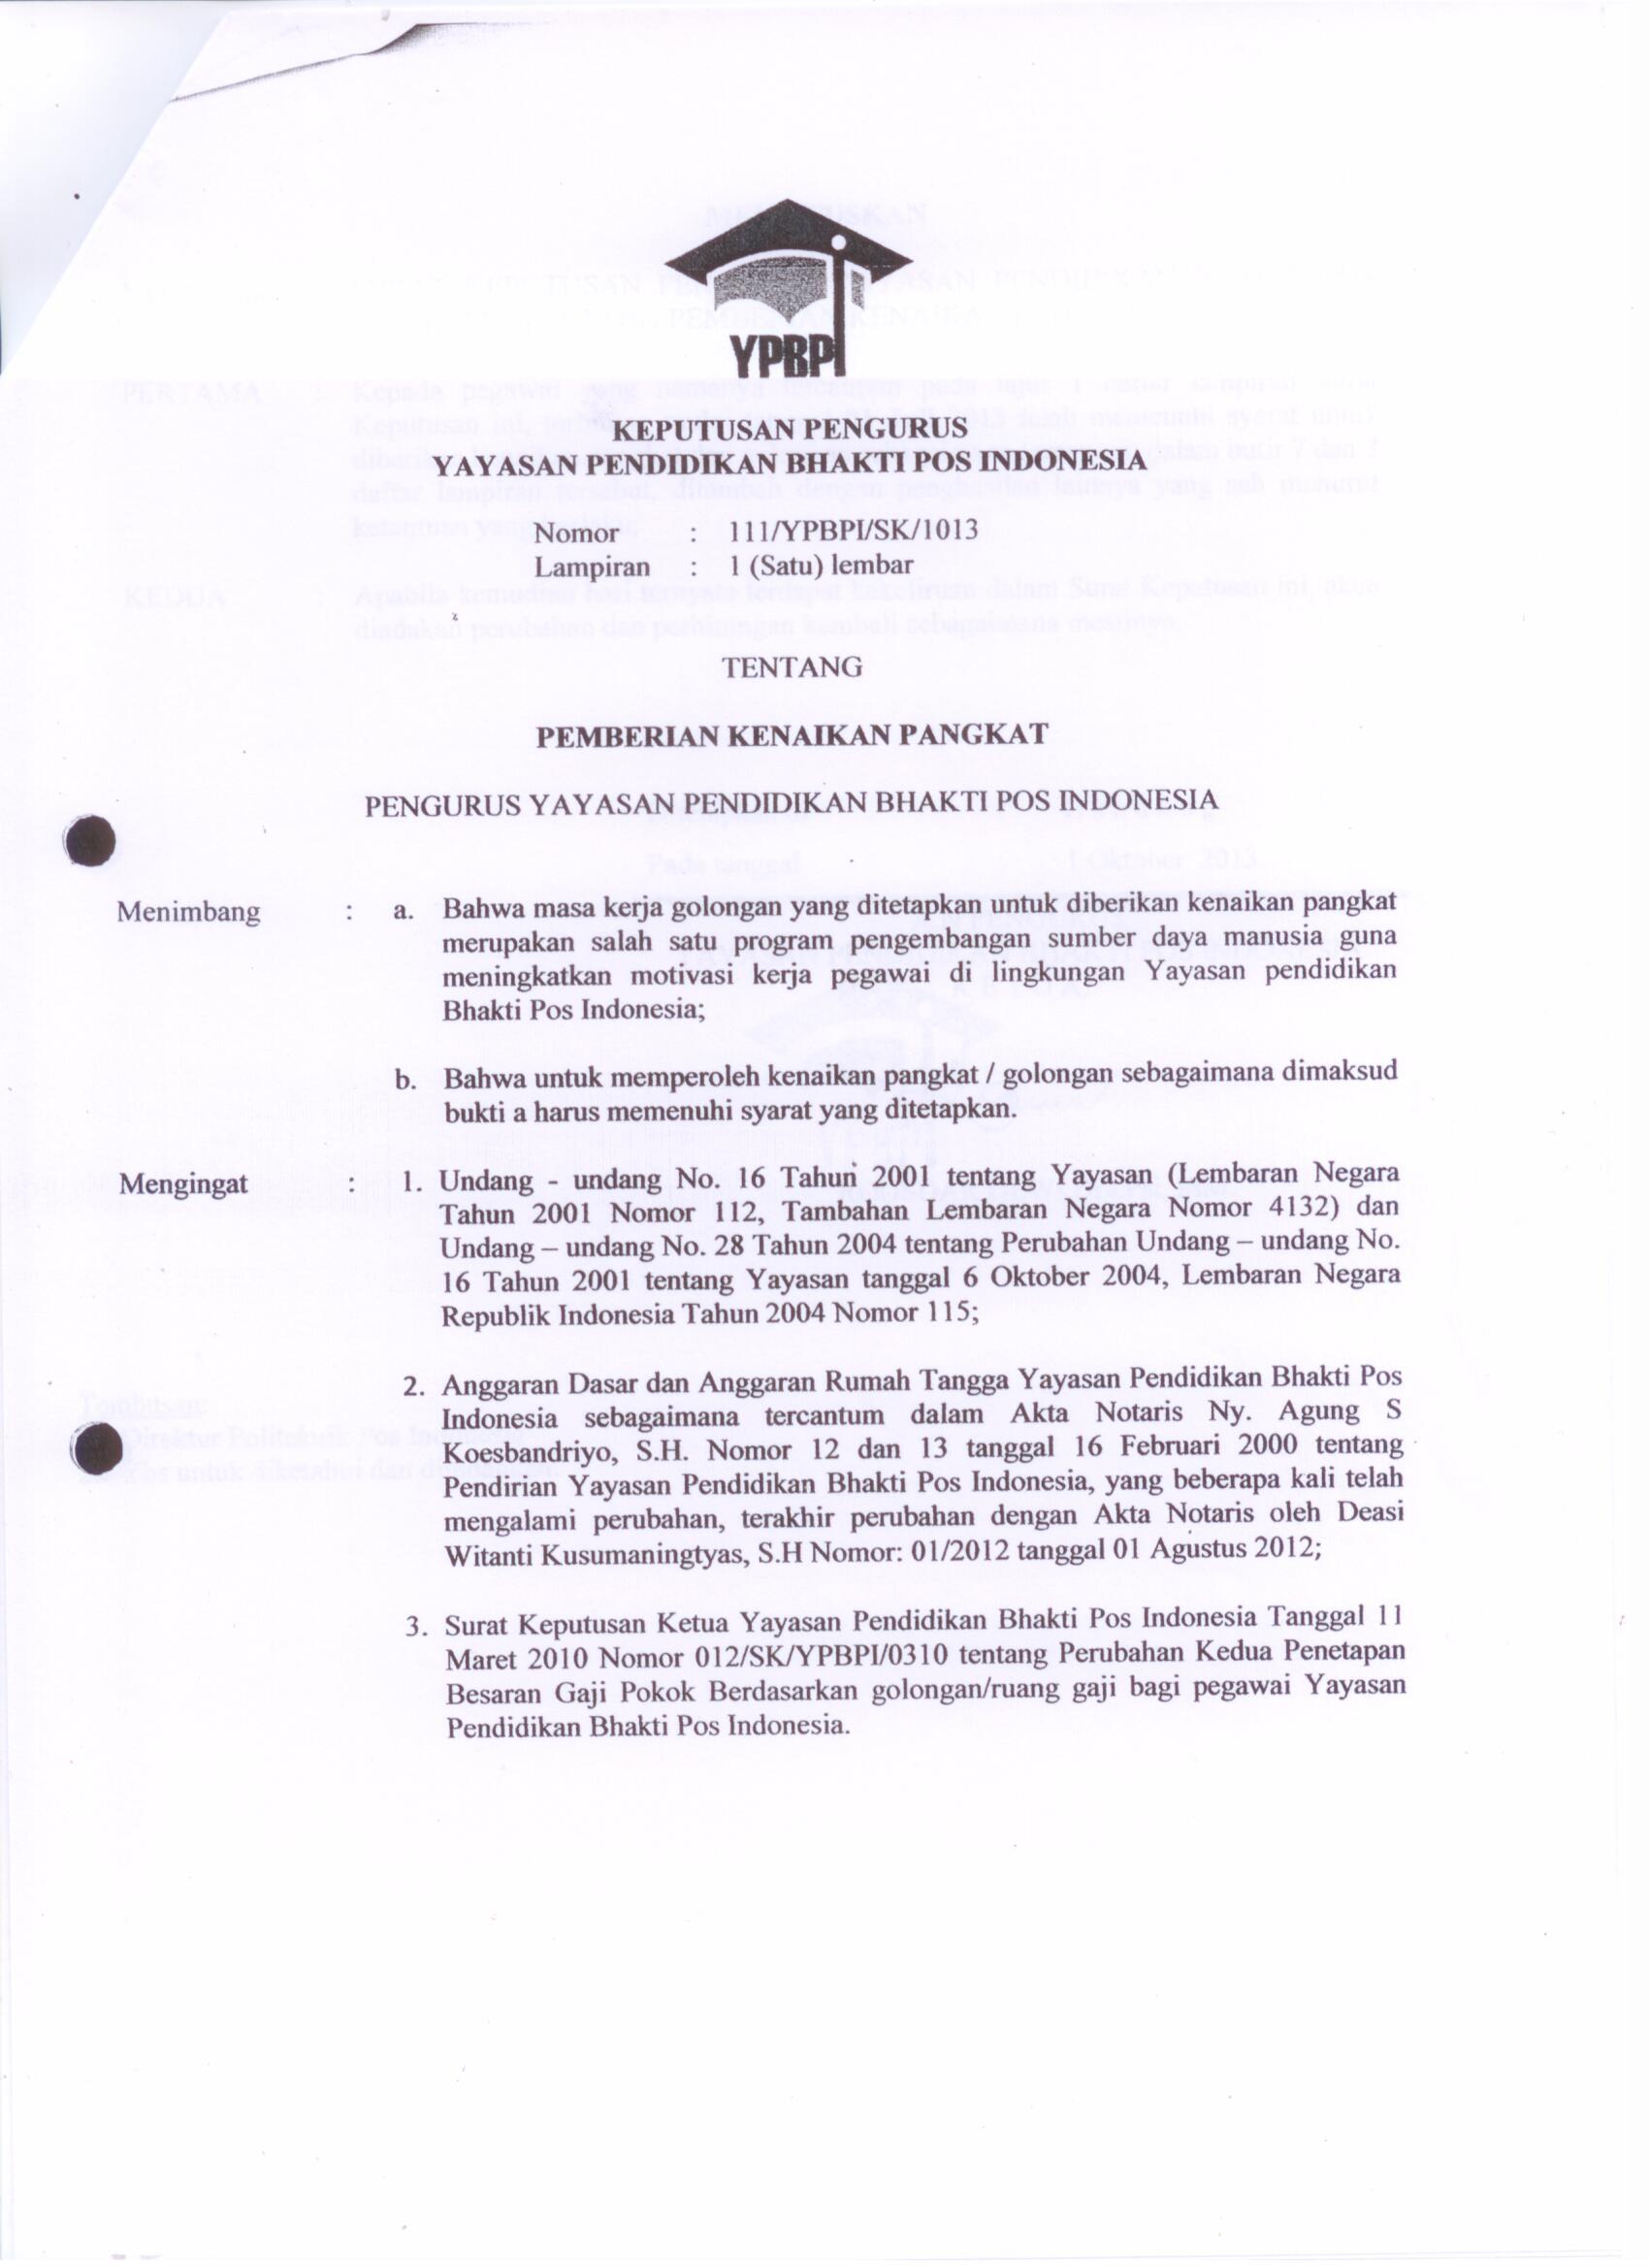 YPBPI
KEPUTUSAN PENGURUS
YAYASAN PENDIDIKAN BHAKTI POS INDONESIA
Nomor : 111/YPBPI/SK/1013
Lampiran : 1 (Satu) lembar
TENTANG
PEMBERIAN KENAIKAN PANGKAT
PENGURUS YAYASAN PENDIDIKAN BHAKTI POS INDONESIA
Pada tanggal 1 Oktober 2013
Menimbang : a. Bahwa masa kerja golongan yang ditetapkan untuk diberikan kenaikan pangkat
merupakan salah satu program pengembangan sumber daya manusia guna
meningkatkan motivasi kerja pegawai di lingkungan Yayasan pendidikan
Bhakti Pos Indonesia;
b. Bahwa untuk memperoleh kenaikan pangkat / golongan sebagaimana dimaksud
bukti a harus memenuhi syarat yang ditetapkan.
Mengingat : 1. Undang - undang No. 16 Tahun 2001 tentang Yayasan (Lembaran Negara
Tahun 2001 Nomor 112, Tambahan Lembaran Negara Nomor 4132) dan
Undang – undang No. 28 Tahun 2004 tentang Perubahan Undang – undang No.
16 Tahun 2001 tentang Yayasan tanggal 6 Oktober 2004, Lembaran Negara
Republik Indonesia Tahun 2004 Nomor 115;
2. Anggaran Dasar dan Anggaran Rumah Tangga Yayasan Pendidikan Bhakti Pos
Indonesia sebagaimana tercantum dalam Akta Notaris Ny. Agung S
Koesbandriyo, S.H. Nomor 12 dan 13 tanggal 16 Februari 2000 tentang
Pendirian Yayasan Pendidikan Bhakti Pos Indonesia, yang beberapa kali telah
mengalami perubahan, terakhir perubahan dengan Akta Notaris oleh Deasi
Witanti Kusumaningtyas, S.H Nomor: 01/2012 tanggal 01 Agustus 2012;
3. Surat Keputusan Ketua Yayasan Pendidikan Bhakti Pos Indonesia Tanggal 11
Maret 2010 Nomor 012/SK/YPBPI/0310 tentang Perubahan Kedua Penetapan
Besaran Gaji Pokok Berdasarkan golongan/ruang gaji bagi pegawai Yayasan
Pendidikan Bhakti Pos Indonesia.